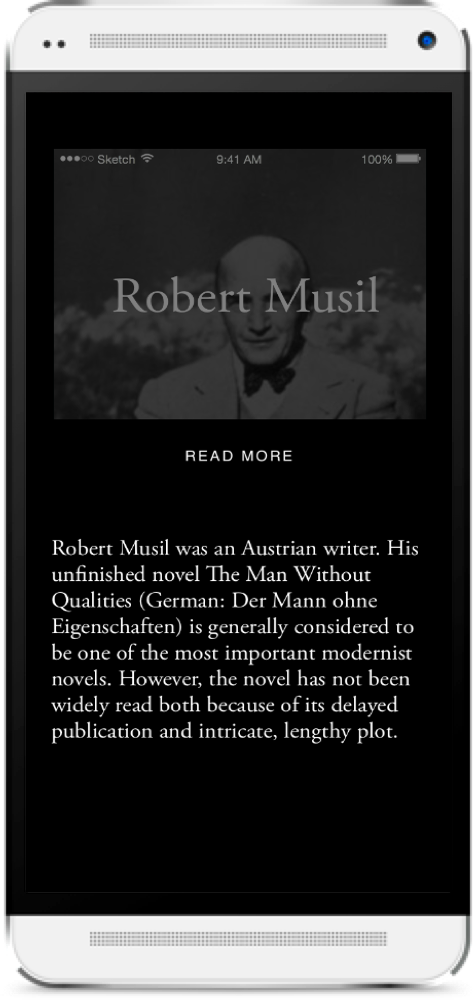 Sketch 9:41 AM 100%
Robert Musil
READ MORE
Robert Musil was an Austrian writer. His
unfinished novel The Man Without
Qualities (German: Der Mann ohne
Eigenschaften) is generally considered to
be one of the most important modernist
novels. However, the novel has not been
widely read both because of its delayed
publication and intricate, lengthy plot.